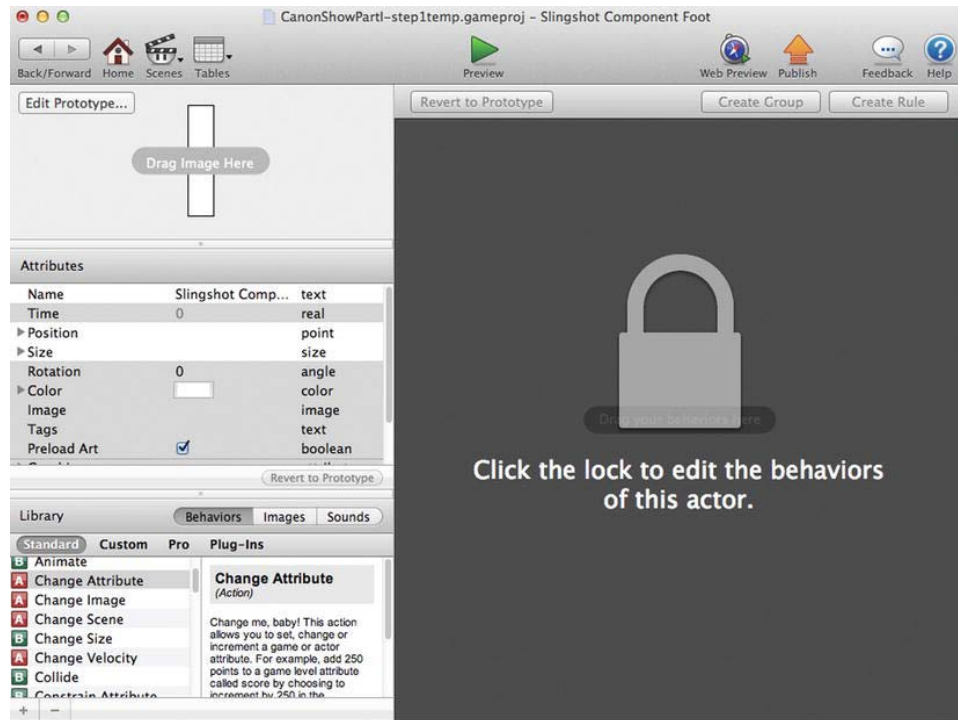 CanonShowPartI-step1temp.gameproj – Slingshot Component Foot
Back/Forward Home Scenes Tables Preview Web Preview Publish Feedback Help
Edit Prototype... Revert to Prototype Create Group Create Rule
Drag Image Here
Attributes
Name Slingshot Comp... text
Time 0 real
Position point
Size size
Rotation 0 angle
Color color
Image image
Tags text
Preload Art boolean
Revert to Prototype
Drag your behaviors here
Click the lock to edit the behaviors
of this actor.
Library Behaviors Images Sounds
Standard Custom Pro Plug-Ins
B Animate
A Change Attribute
A Change Image
A Change Scene
B Change Size
A Change Velocity
B Collide
B Constrain Attribute
Change Attribute
(Action)
Change me, baby! This action
allows you to set, change or
increment a game or actor
attribute. For example, add 250
points to a game level attribute
called score by choosing to
increment by 250 in the
+ −